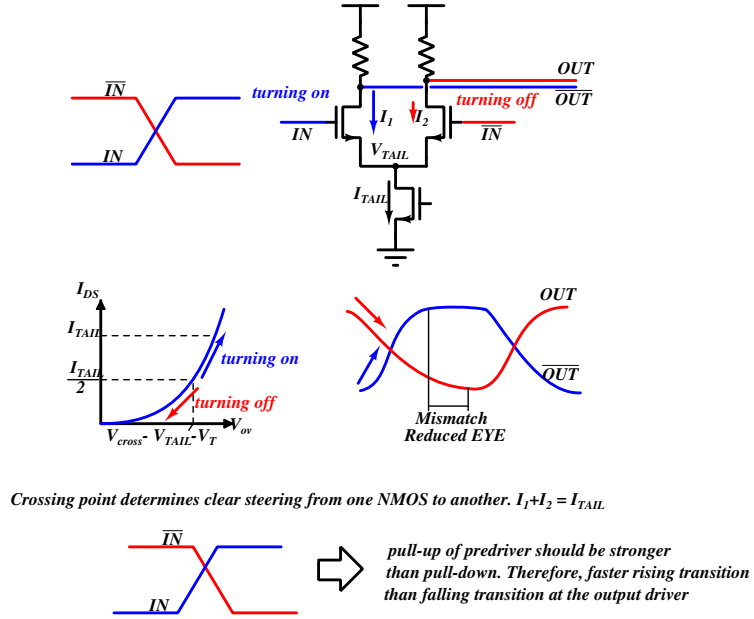 IN
IN
turning on
OUT
turning off
OUT
IN
I1
I2
IN
VTAIL
ITAIL
IDS
ITAIL
ITAIL
2
turning on
turning off
Vcross- VTAIL-VT
Vov
OUT
OUT
Mismatch
Reduced EYE
Crossing point determines clear steering from one NMOS to another. I1+I2 = ITAIL
IN
IN
pull-up of predriver should be stronger
than pull-down. Therefore, faster rising transition
than falling transition at the output driver